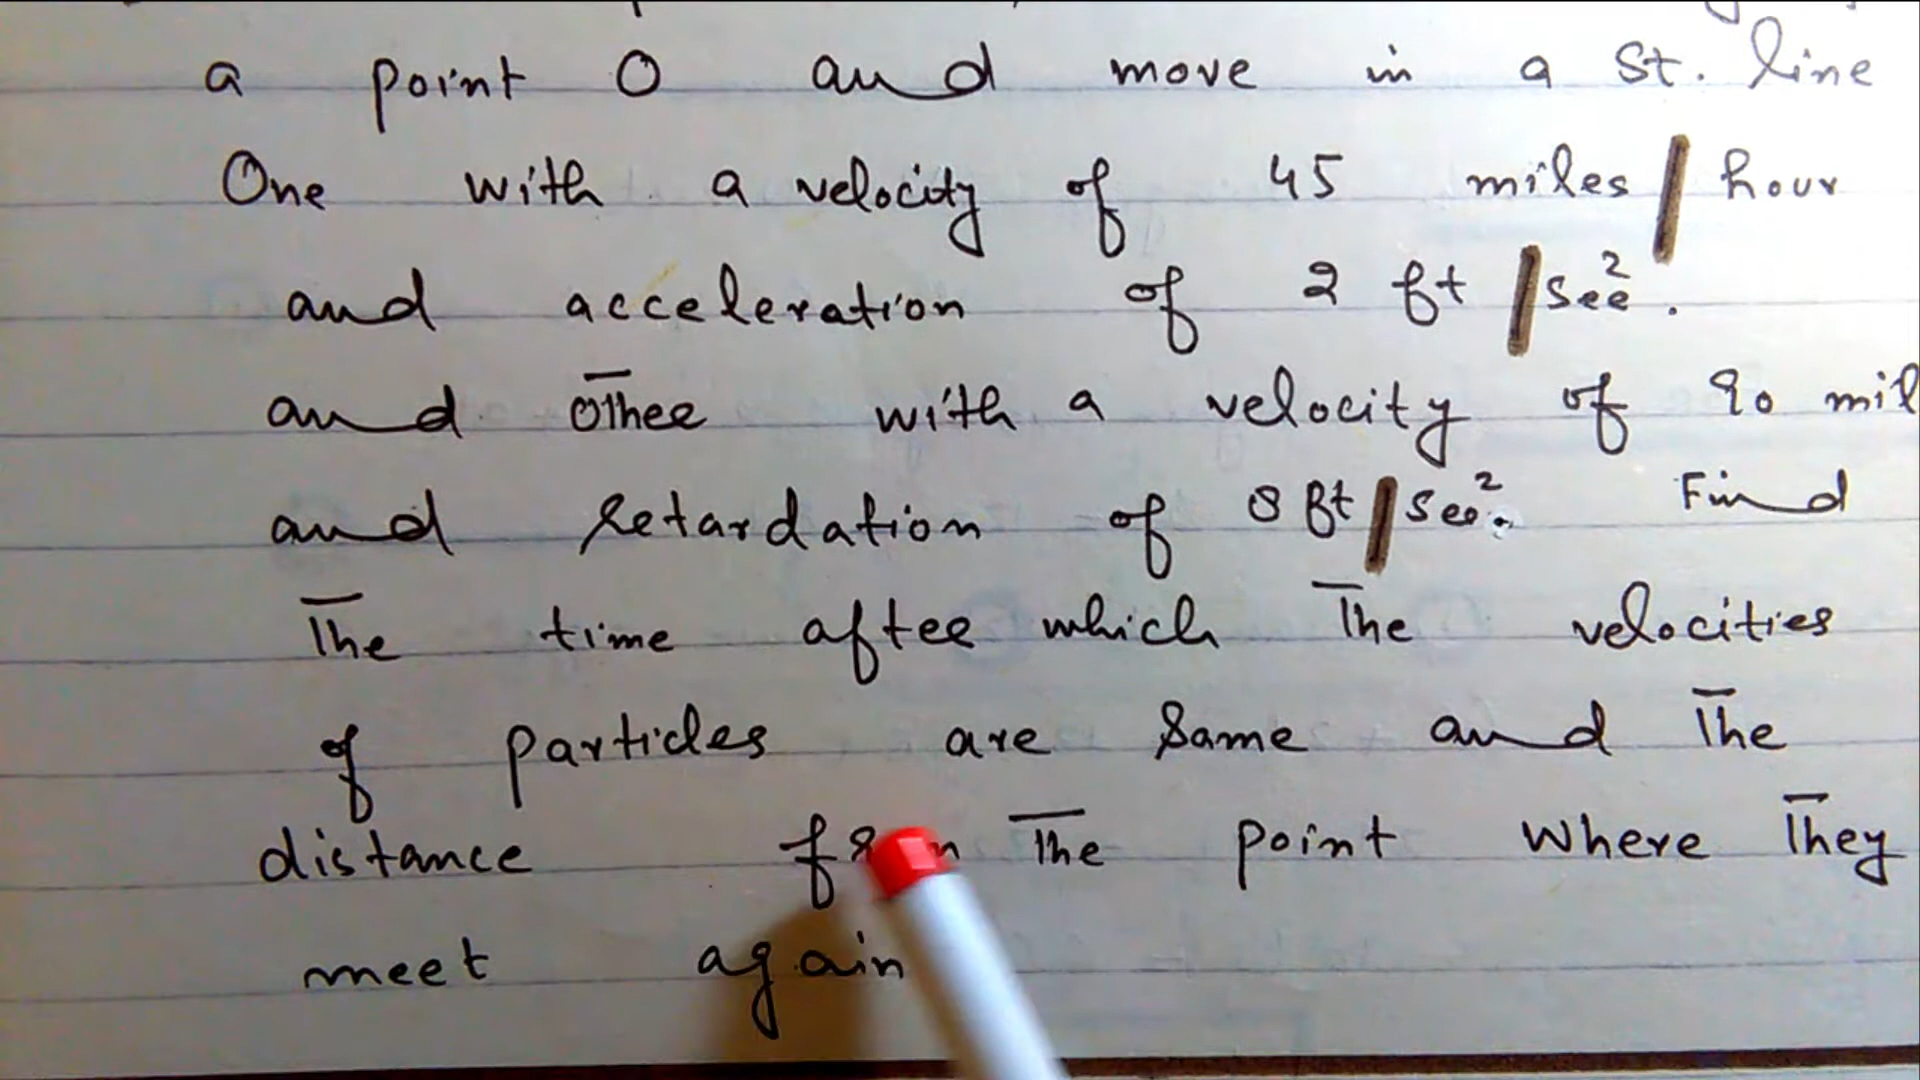 a point O and move in a St. line
One with a velocity of 45 miles / hour
and acceleration of 2 ft / sec².
and other with a velocity of 90 mil
and retardation of 8 ft / sec². Find
The time after which The velocities
of particles are same and The
distance from The point where They
meet again